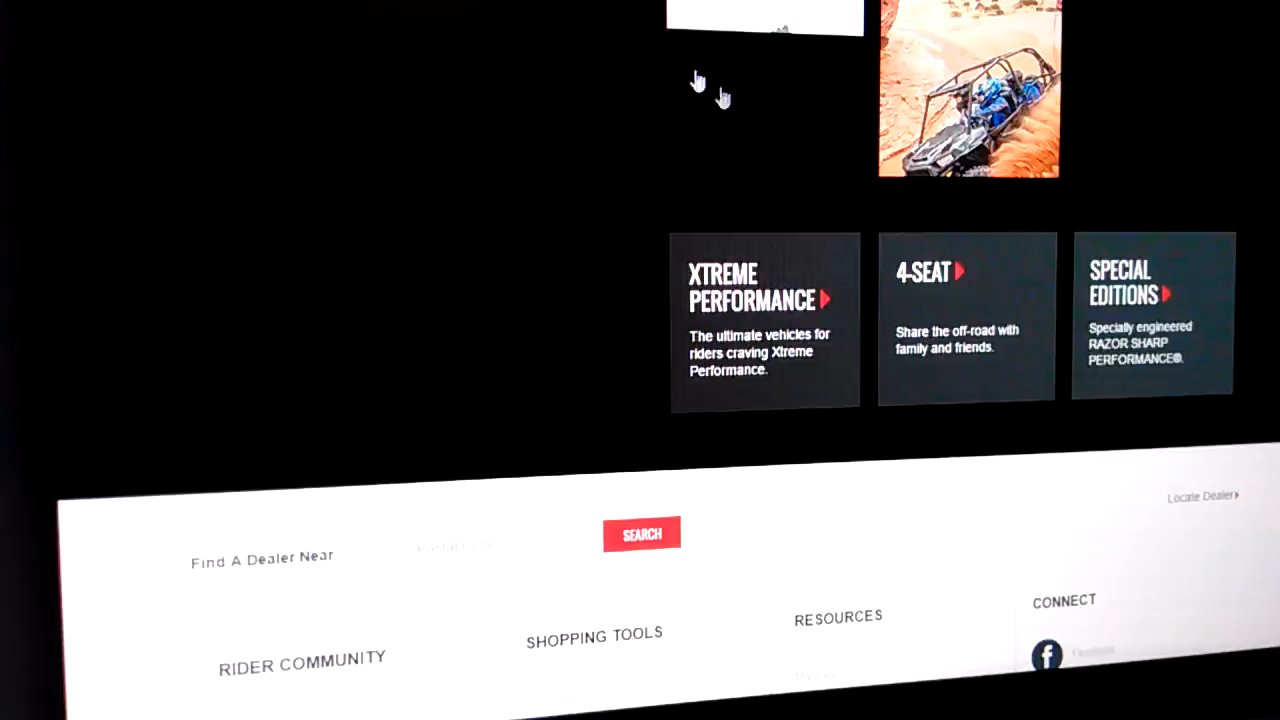 XTREME
PERFORMANCE
The ultimate vehicles for
riders craving Xtreme
Performance.
4-SEAT
Share the off-road with
family and friends.
SPECIAL
EDITIONS
Specially engineered
RAZOR SHARP
PERFORMANCE®.
Locate Dealer
Find A Dealer Near
SEARCH
RIDER COMMUNITY
SHOPPING TOOLS
RESOURCES
CONNECT
f
Facebook